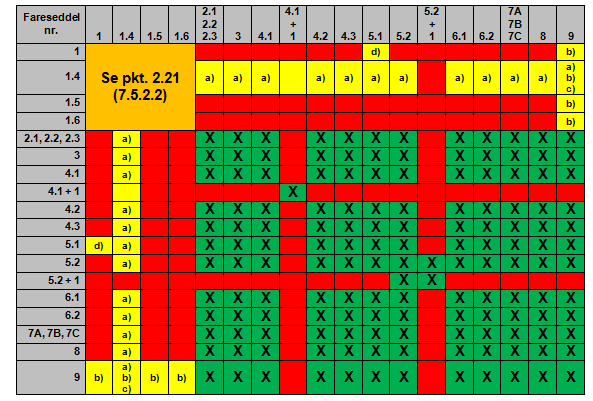 Fareseddel nr. 1 1.4 1.5 1.6 2.1 2.2 2.3 3 4.1 4.1 + 1 4.2 4.3 5.1 5.2 5.2 + 1 6.1 6.2 7A 7B 7C 8 9
Se pkt. 2.21
(7.5.2.2)
1 d) b)
1.4 a) a) a) a) a) a) a) a) a) a) a) a) b) c)
1.5 b)
1.6 b)
2.1, 2.2, 2.3 a) X X X X X X X X X X X X
3 a) X X X X X X X X X X X X
4.1 a) X X X X X X X X X X X X
4.1 + 1 X
4.2 a) X X X X X X X X X X X X
4.3 a) X X X X X X X X X X X X
5.1 d) a) X X X X X X X X X X X X
5.2 a) X X X X X X X X X X X X X
5.2 + 1 X X
6.1 a) X X X X X X X X X X X X
6.2 a) X X X X X X X X X X X X
7A, 7B, 7C a) X X X X X X X X X X X X
8 a) X X X X X X X X X X X X
9 b) a) b) c) b) b) X X X X X X X X X X X X